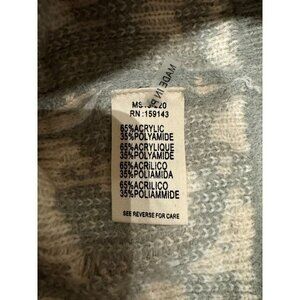 MADE IN
RN:159143
65%ACRYLIC
35%POLYAMIDE
65%ACRYLIQUE
35%POLYAMIDE
65%ACRILICO
35%POLIAMIDA
65%ACRILICO
35%POLIAMMIDE
SEE REVERSE FOR CARE